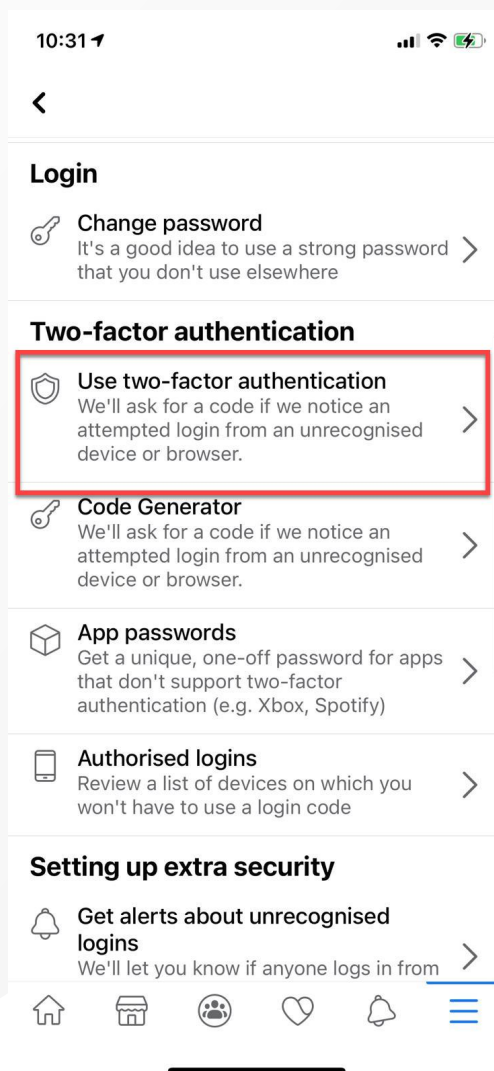 10:31
Login
Change password
It's a good idea to use a strong password
that you don't use elsewhere
Two-factor authentication
Use two-factor authentication
We'll ask for a code if we notice an
attempted login from an unrecognised
device or browser.
Code Generator
We'll ask for a code if we notice an
attempted login from an unrecognised
device or browser.
App passwords
Get a unique, one-off password for apps
that don't support two-factor
authentication (e.g. Xbox, Spotify)
Authorised logins
Review a list of devices on which you
won't have to use a login code
Setting up extra security
Get alerts about unrecognised
logins
We'll let you know if anyone logs in from